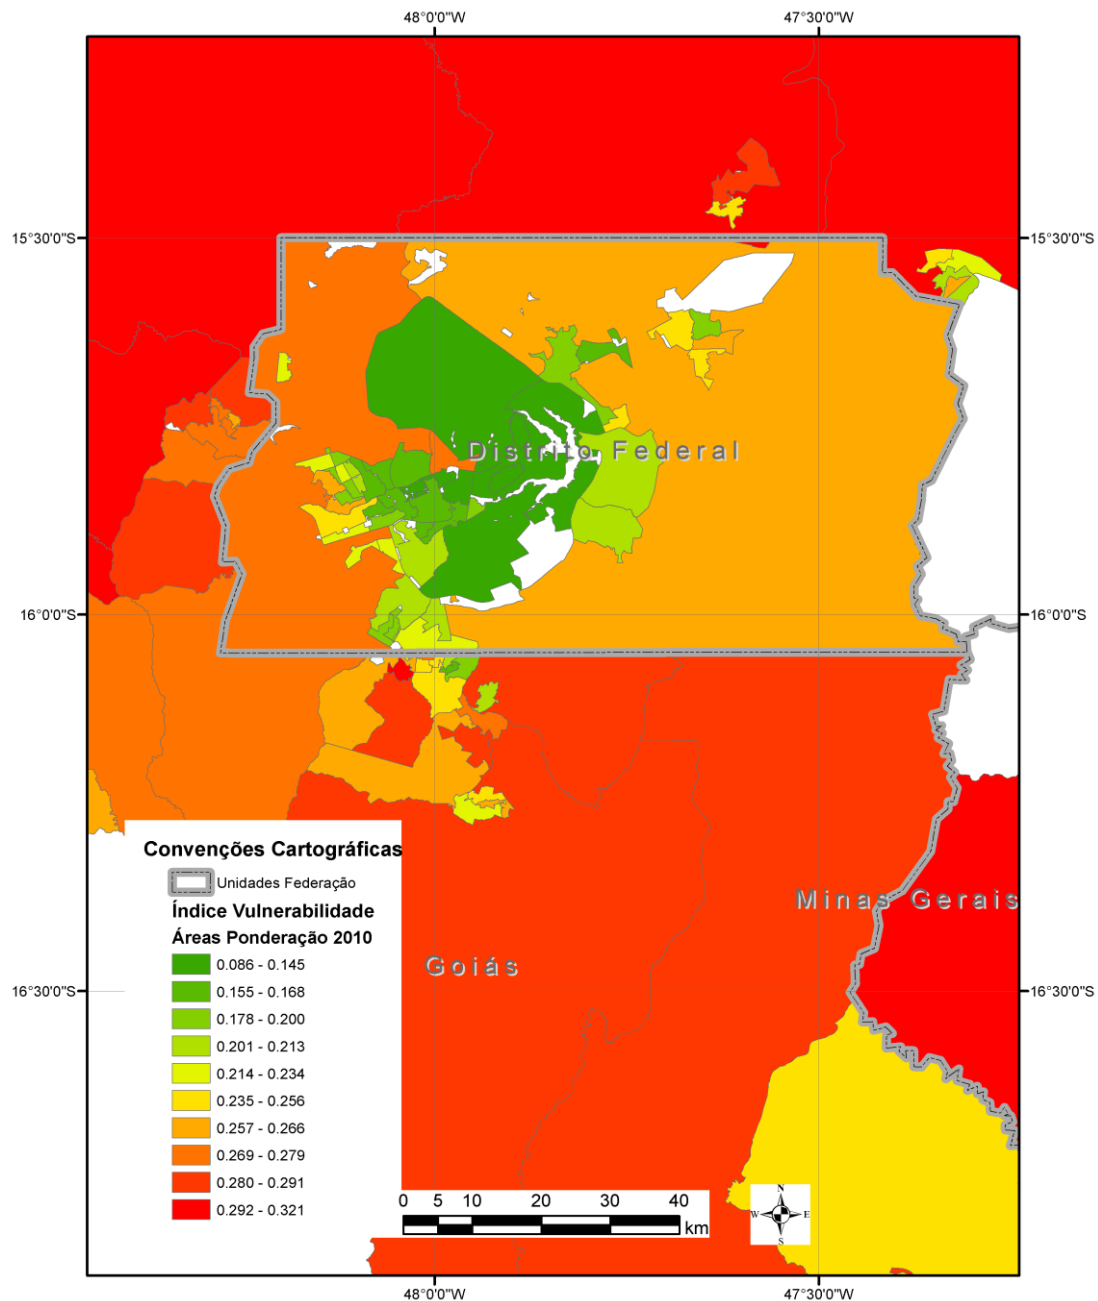 48°0'0"W 47°30'0"W
15°30'0"S 15°30'0"S
Distrito Federal
16°0'0"S 16°0'0"S
Convenções Cartográficas
Unidades Federação
Índice Vulnerabilidade
Áreas Ponderação 2010
Minas Gerais
Goiás
0.086 - 0.145
16°30'0"S 16°30'0"S
0.155 - 0.168
0.178 - 0.200
0.201 - 0.213
0.214 - 0.234
0.235 - 0.256
0.257 - 0.266
0.269 - 0.279
0.280 - 0.291
0.292 - 0.321
0 5 10 20 30 40
km
N
W E
S
48°0'0"W 47°30'0"W